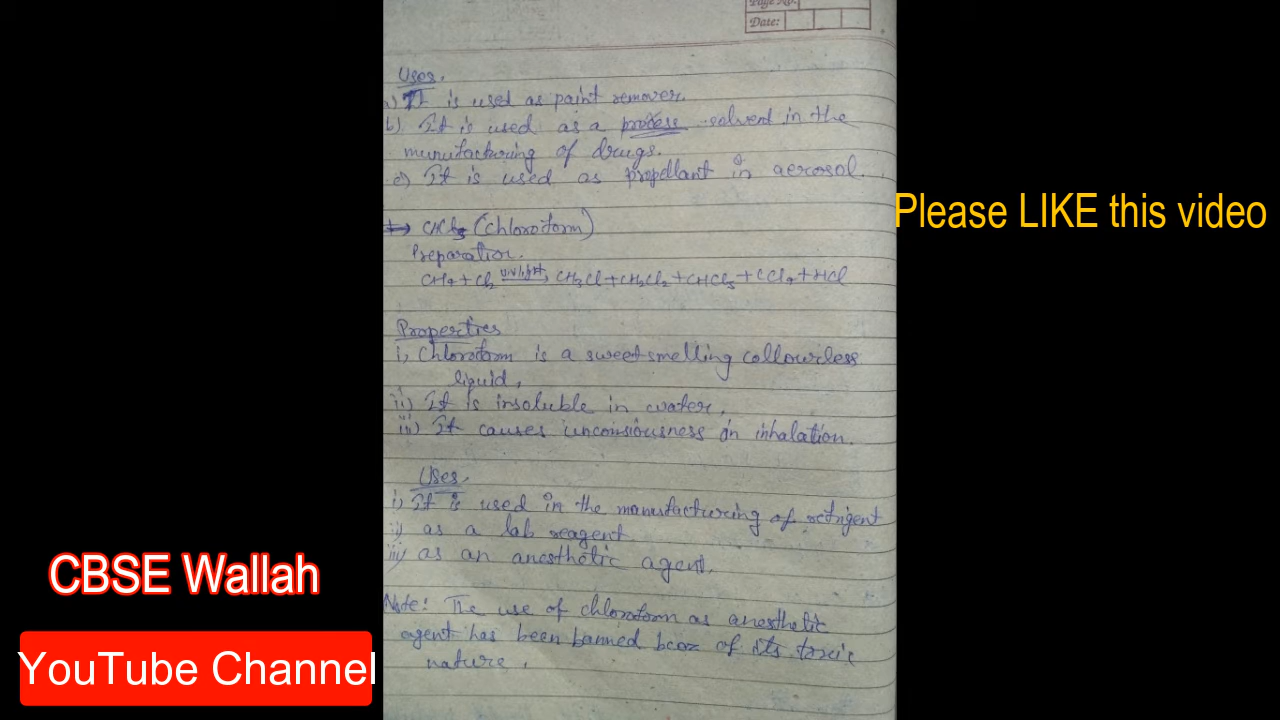 Page No.
Date:
Uses.
a) It is used as paint remover.
b) It is used as a process solvent in the
manufacturing of drugs.
c) It is used as propellant in aerosol.
→ CHCl3 (Chloroform)
Preparation.
CH4 + Cl2 uv light CH3Cl + CH2Cl2 + CHCl3 + CCl4 + HCl
Properties
i, Chloroform is a sweet smelling collourless
liquid,
ii) It is insoluble in water,
iii) It causes unconsiousness on inhalation.
Uses,
i) It is used in the manufacturing of
ii) as a lab reagent
iii) as an anesthetic agent.
Note: The use of chloroform as anesthetic
agent has been banned bcoz of its toxic
nature.
Please LIKE this video
CBSE Wallah
YouTube Channel